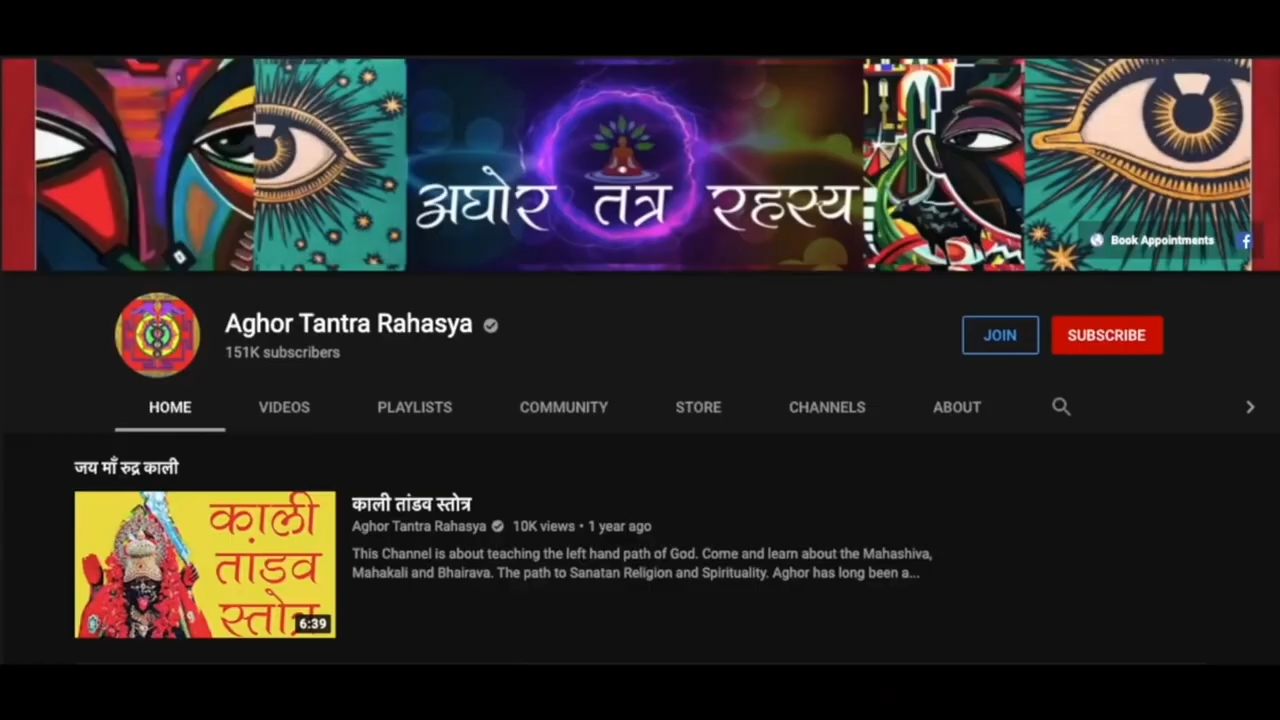 अघोर तत्र रहस्य
Book Appointments
Aghor Tantra Rahasya
151K subscribers
JOIN
SUBSCRIBE
HOME VIDEOS PLAYLISTS COMMUNITY STORE CHANNELS ABOUT
जय माँ रुद्र काली
काली
तांडव
स्तोत्र
6:39
काली तांडव स्तोत्र
Aghor Tantra Rahasya 10K views • 1 year ago
This Channel is about teaching the left hand path of God. Come and learn about the Mahashiva,
Mahakali and Bhairava. The path to Sanatan Religion and Spirituality. Aghor has long been a...